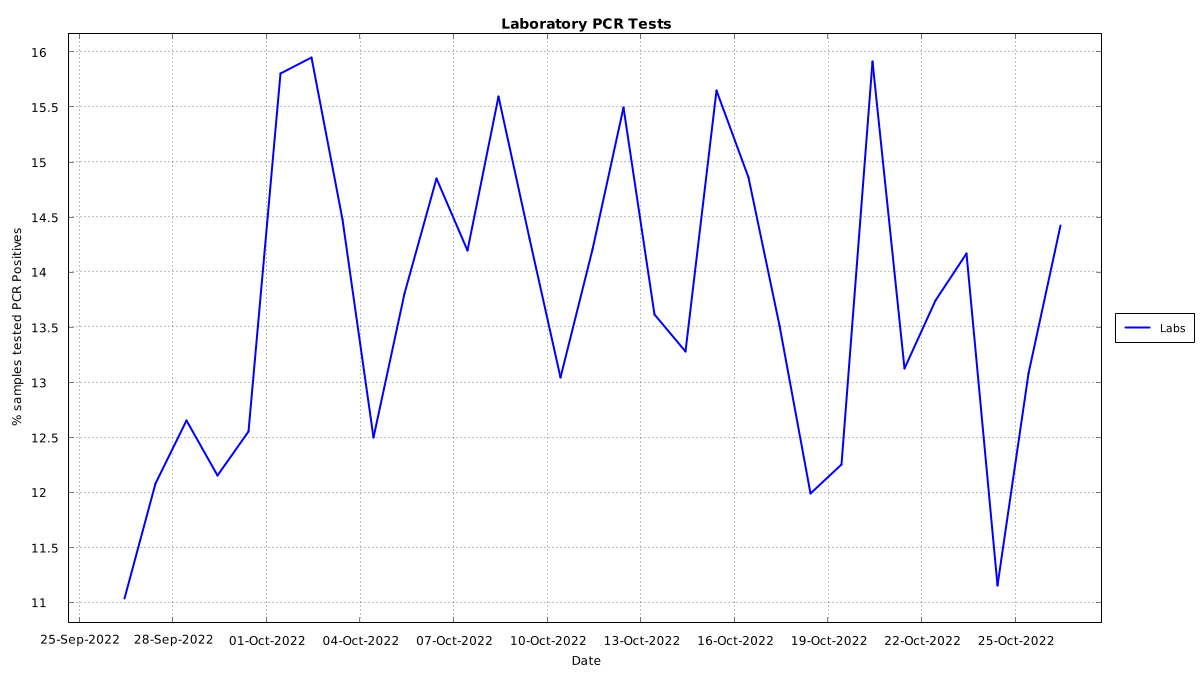 Laboratory PCR Tests
16
15.5
15
14.5
14
13.5
13
12.5
12
11.5
11
% samples tested PCR Positives
25-Sep-2022 28-Sep-2022 01-Oct-2022 04-Oct-2022 07-Oct-2022 10-Oct-2022 13-Oct-2022 16-Oct-2022 19-Oct-2022 22-Oct-2022 25-Oct-2022
Date
Labs